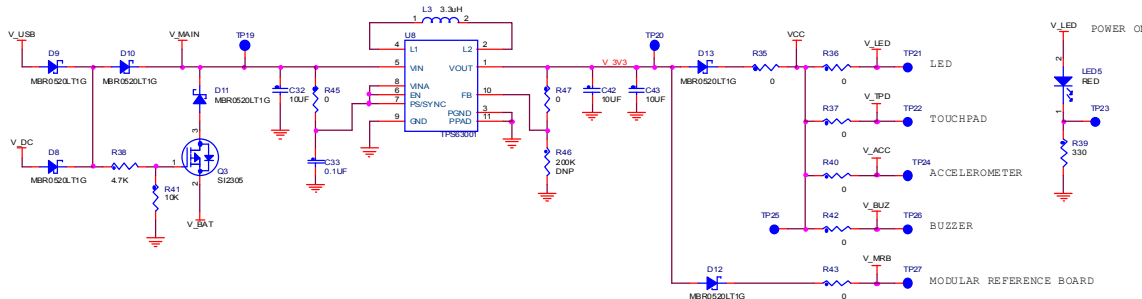 L3 3.3uH
1 2
V_USB
D9
MBR0520LT1G
D10
MBR0520LT1G
V_MAIN
TP19
U8
4 L1 L2 2
5 VIN VOUT 1
8 VINA
6 EN FB 10
7 PS/SYNC
PGND 3
9 GND PPAD 11
TPS63001
D11
MBR0520LT1G
C32
10UF
R45
0
C33
0.1UF
V_DC
D8
MBR0520LT1G
R38
4.7K
R41
10K
1
3
2
Q3
SI2305
V_BAT
R47
0
R46
200K
DNP
V_3V3
C42
10UF
C43
10UF
TP20
D13
MBR0520LT1G
R35
0
VCC
R36
0
V_LED
TP21
LED
R37
0
V_TPD
TP22
TOUCHPAD
R40
0
V_ACC
TP24
ACCELEROMETER
TP25
R42
0
V_BUZ
TP26
BUZZER
D12
MBR0520LT1G
R43
0
V_MRB
TP27
MODULAR REFERENCE BOARD
V_LED
POWER ON
2
LED5
RED
1
TP23
R39
330